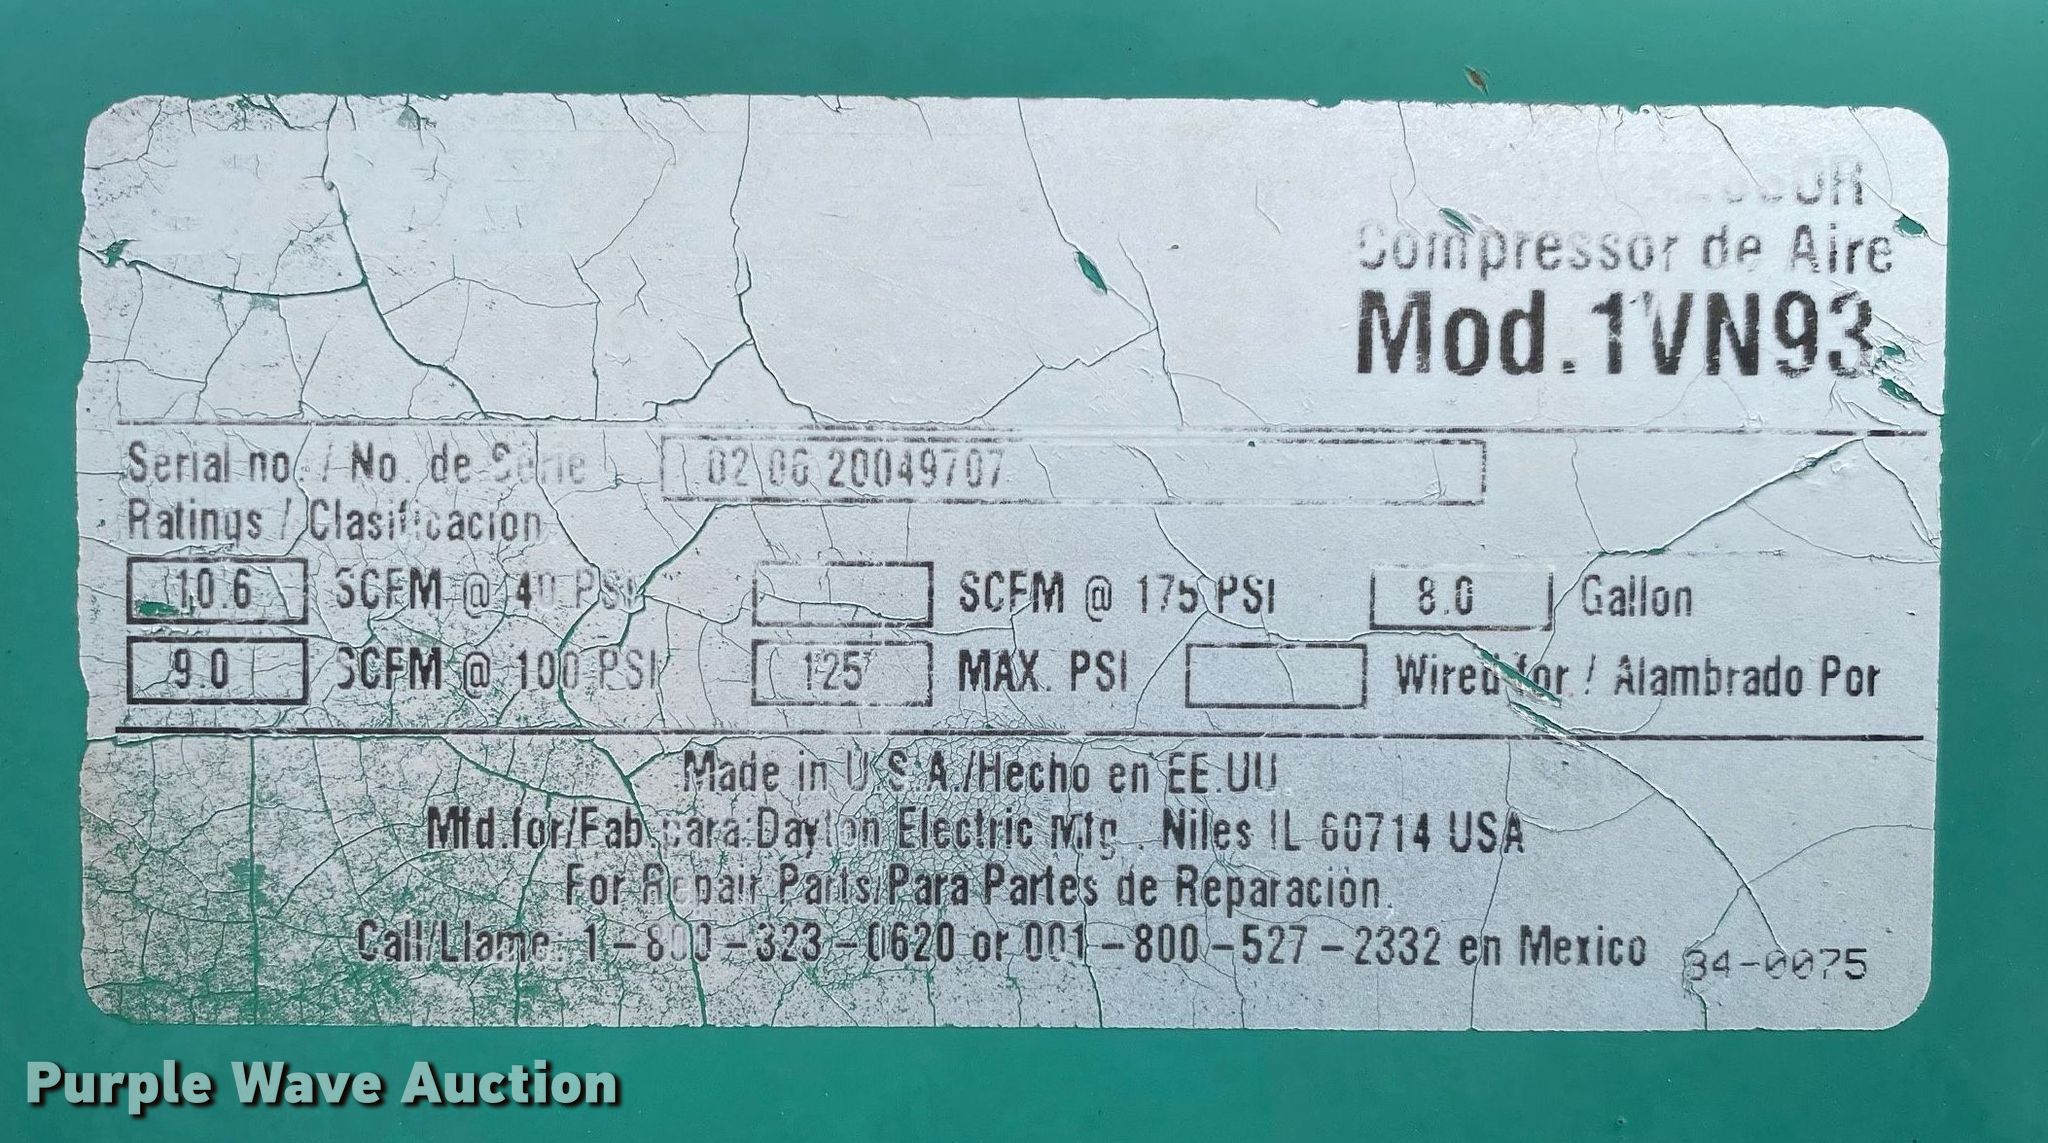 Compressor de Aire
Mod. 1VN93
Serial no. / No. de Serie 02 06 20049707
Ratings / Clasificacion
10.6 SCFM @ 40 PSI SCFM @ 175 PSI 8.0 Gallon
9.0 SCFM @ 100 PSI 125 MAX. PSI Wired for / Alambrado Por
Made in U.S.A./Hecho en EE.UU.
Mfd.for/Fab.para:Dayton Electric Mfg . Niles IL 60714 USA
For Repair Parts/Para Partes de Reparación.
Call/Llame: 1-800-323-0620 or 001-800-527-2332 en Mexico
34-0075
Purple Wave Auction